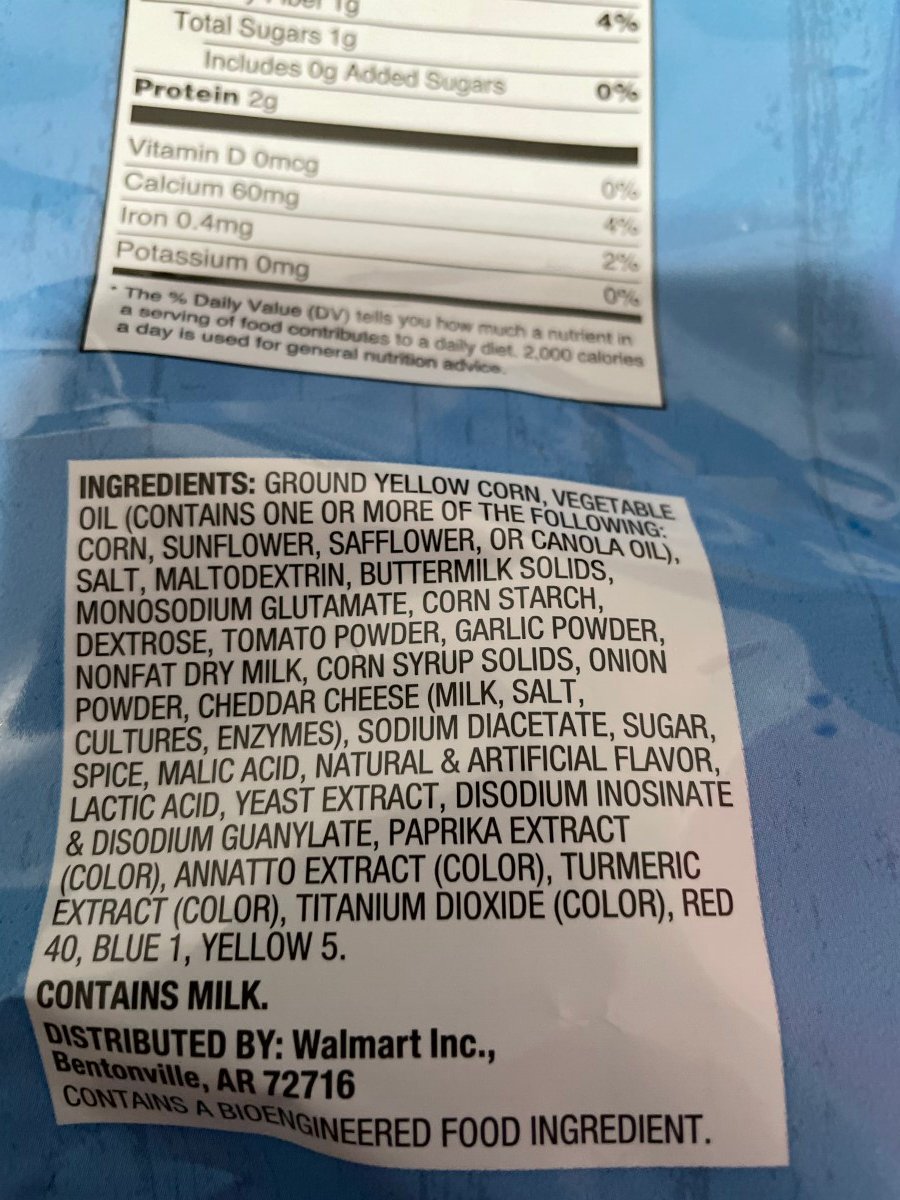 1g
4%
Total Sugars 1g
Includes 0g Added Sugars 0%
Protein 2g
Vitamin D 0mcg 0%
Calcium 60mg 4%
Iron 0.4mg 2%
Potassium 0mg 0%
* The % Daily Value (DV) tells you how much a nutrient in
a serving of food contributes to a daily diet. 2,000 calories
a day is used for general nutrition advice.
INGREDIENTS: GROUND YELLOW CORN, VEGETABLE
OIL (CONTAINS ONE OR MORE OF THE FOLLOWING:
CORN, SUNFLOWER, SAFFLOWER, OR CANOLA OIL),
SALT, MALTODEXTRIN, BUTTERMILK SOLIDS,
MONOSODIUM GLUTAMATE, CORN STARCH,
DEXTROSE, TOMATO POWDER, GARLIC POWDER,
NONFAT DRY MILK, CORN SYRUP SOLIDS, ONION
POWDER, CHEDDAR CHEESE (MILK, SALT,
CULTURES, ENZYMES), SODIUM DIACETATE, SUGAR,
SPICE, MALIC ACID, NATURAL & ARTIFICIAL FLAVOR,
LACTIC ACID, YEAST EXTRACT, DISODIUM INOSINATE
& DISODIUM GUANYLATE, PAPRIKA EXTRACT
(COLOR), ANNATTO EXTRACT (COLOR), TURMERIC
EXTRACT (COLOR), TITANIUM DIOXIDE (COLOR), RED
40, BLUE 1, YELLOW 5.
CONTAINS MILK.
DISTRIBUTED BY: Walmart Inc.,
Bentonville, AR 72716
CONTAINS A BIOENGINEERED FOOD INGREDIENT.